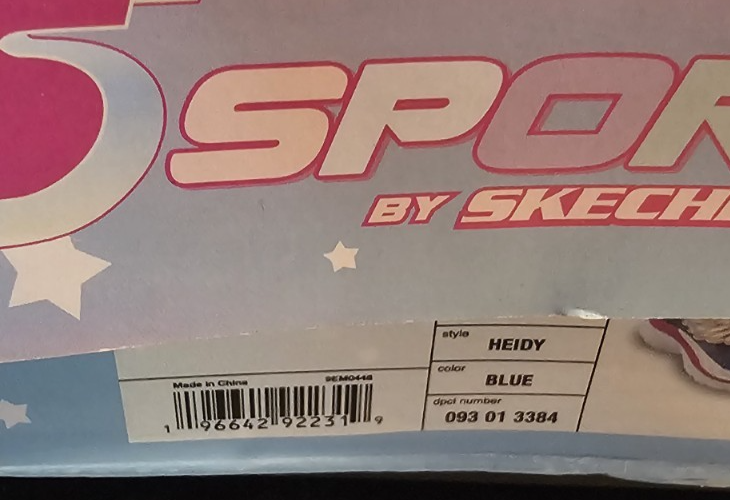 S SPOR
BY SKECH
style HEIDY
color BLUE
dpci number 093 01 3384
Made in China
1 96642 92231 9